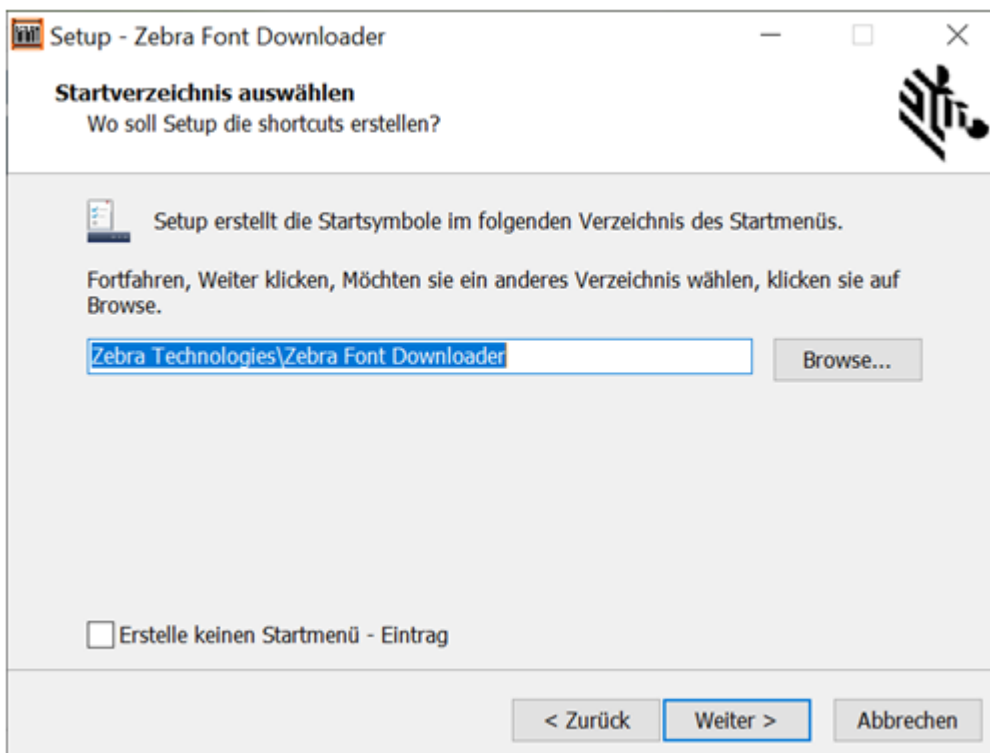 Setup - Zebra Font Downloader
Startverzeichnis auswählen
Wo soll Setup die shortcuts erstellen?
Setup erstellt die Startsymbole im folgenden Verzeichnis des Startmenüs.
Fortfahren, Weiter klicken, Möchten sie ein anderes Verzeichnis wählen, klicken sie auf
Browse.
Zebra Technologies\Zebra Font Downloader
Browse...
Erstelle keinen Startmenü - Eintrag
< Zurück
Weiter >
Abbrechen